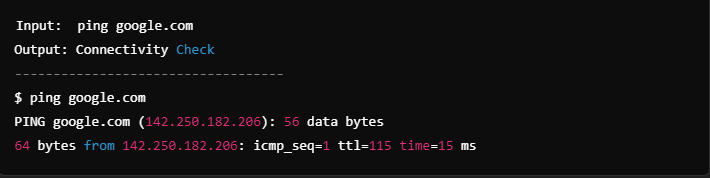 Input:  ping google.com
Output: Connectivity Check
-----------------------------------
$ ping google.com
PING google.com (142.250.182.206): 56 data bytes
64 bytes from 142.250.182.206: icmp_seq=1 ttl=115 time=15 ms